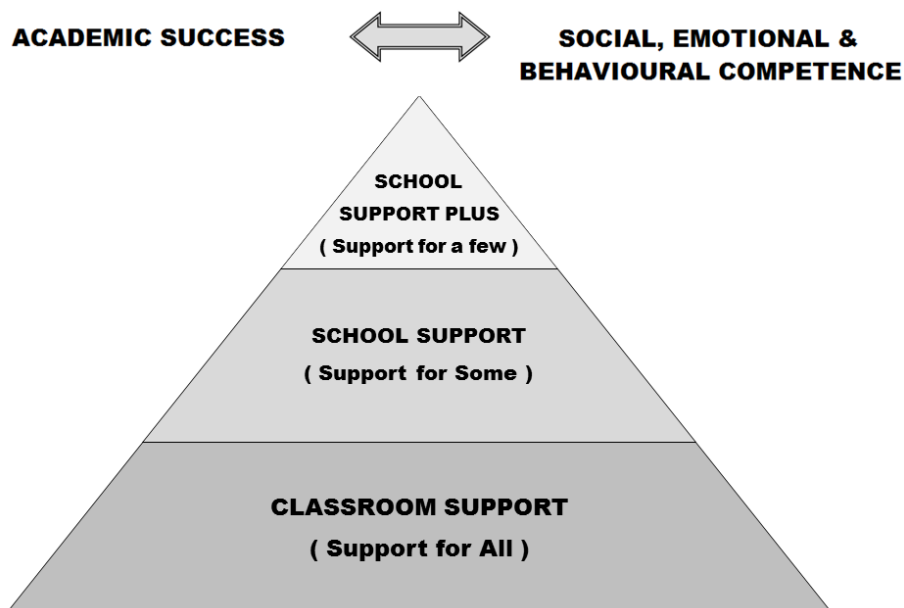 ACADEMIC SUCCESS
SOCIAL, EMOTIONAL &
BEHAVIOURAL COMPETENCE
SCHOOL
SUPPORT PLUS
( Support for a few )
SCHOOL SUPPORT
( Support for Some )
CLASSROOM SUPPORT
( Support for All )